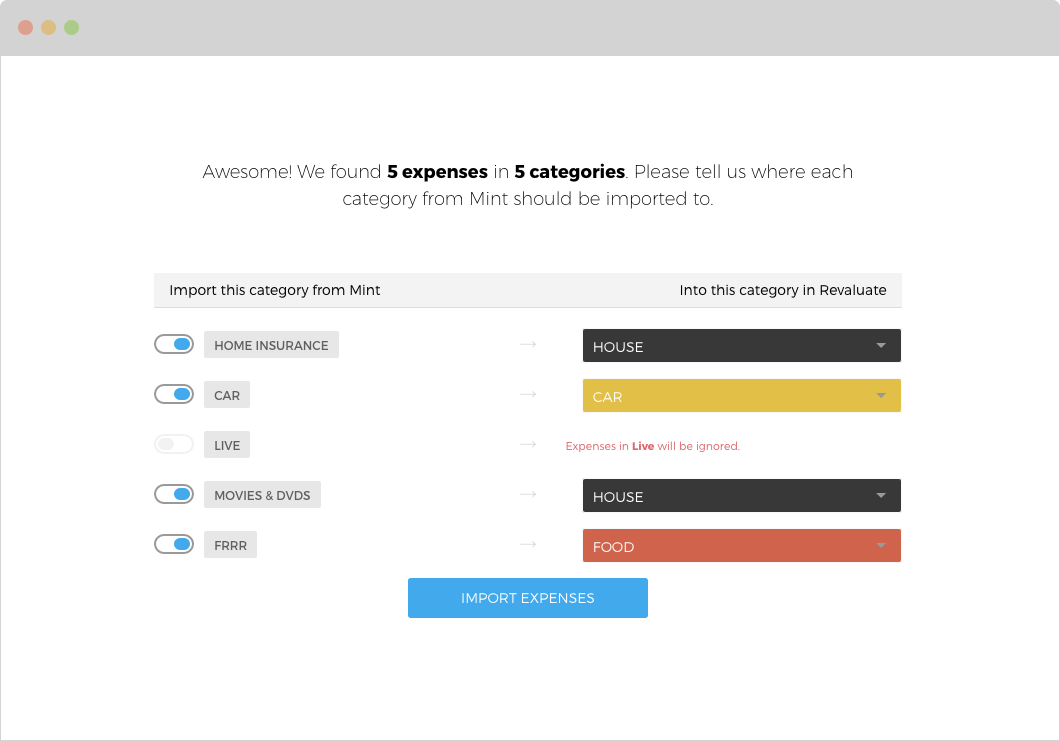 Awesome! We found 5 expenses in 5 categories. Please tell us where each
category from Mint should be imported to.
Import this category from Mint Into this category in Revaluate
HOME INSURANCE → HOUSE
CAR → CAR
LIVE → Expenses in Live will be ignored.
MOVIES & DVDS → HOUSE
FRRR → FOOD
IMPORT EXPENSES